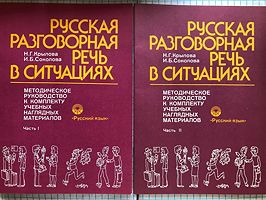 РУССКАЯ
РАЗГОВОРНАЯ
Н.Г.Крылова РЕЧЬ
И.Б.Соколова
В СИТУАЦИЯХ
МЕТОДИЧЕСКОЕ
РУКОВОДСТВО
К КОМПЛЕКТУ
УЧЕБНЫХ
НАГЛЯДНЫХ
МАТЕРИАЛОВ
«Русский язык»
Часть I
РУССКАЯ
РАЗГОВОРНАЯ
Н.Г.Крылова РЕЧЬ
И.Б.Соколова
В СИТУАЦИЯХ
МЕТОДИЧЕСКОЕ
РУКОВОДСТВО
К КОМПЛЕКТУ
УЧЕБНЫХ
НАГЛЯДНЫХ
МАТЕРИАЛОВ
«Русский язык»
Часть II